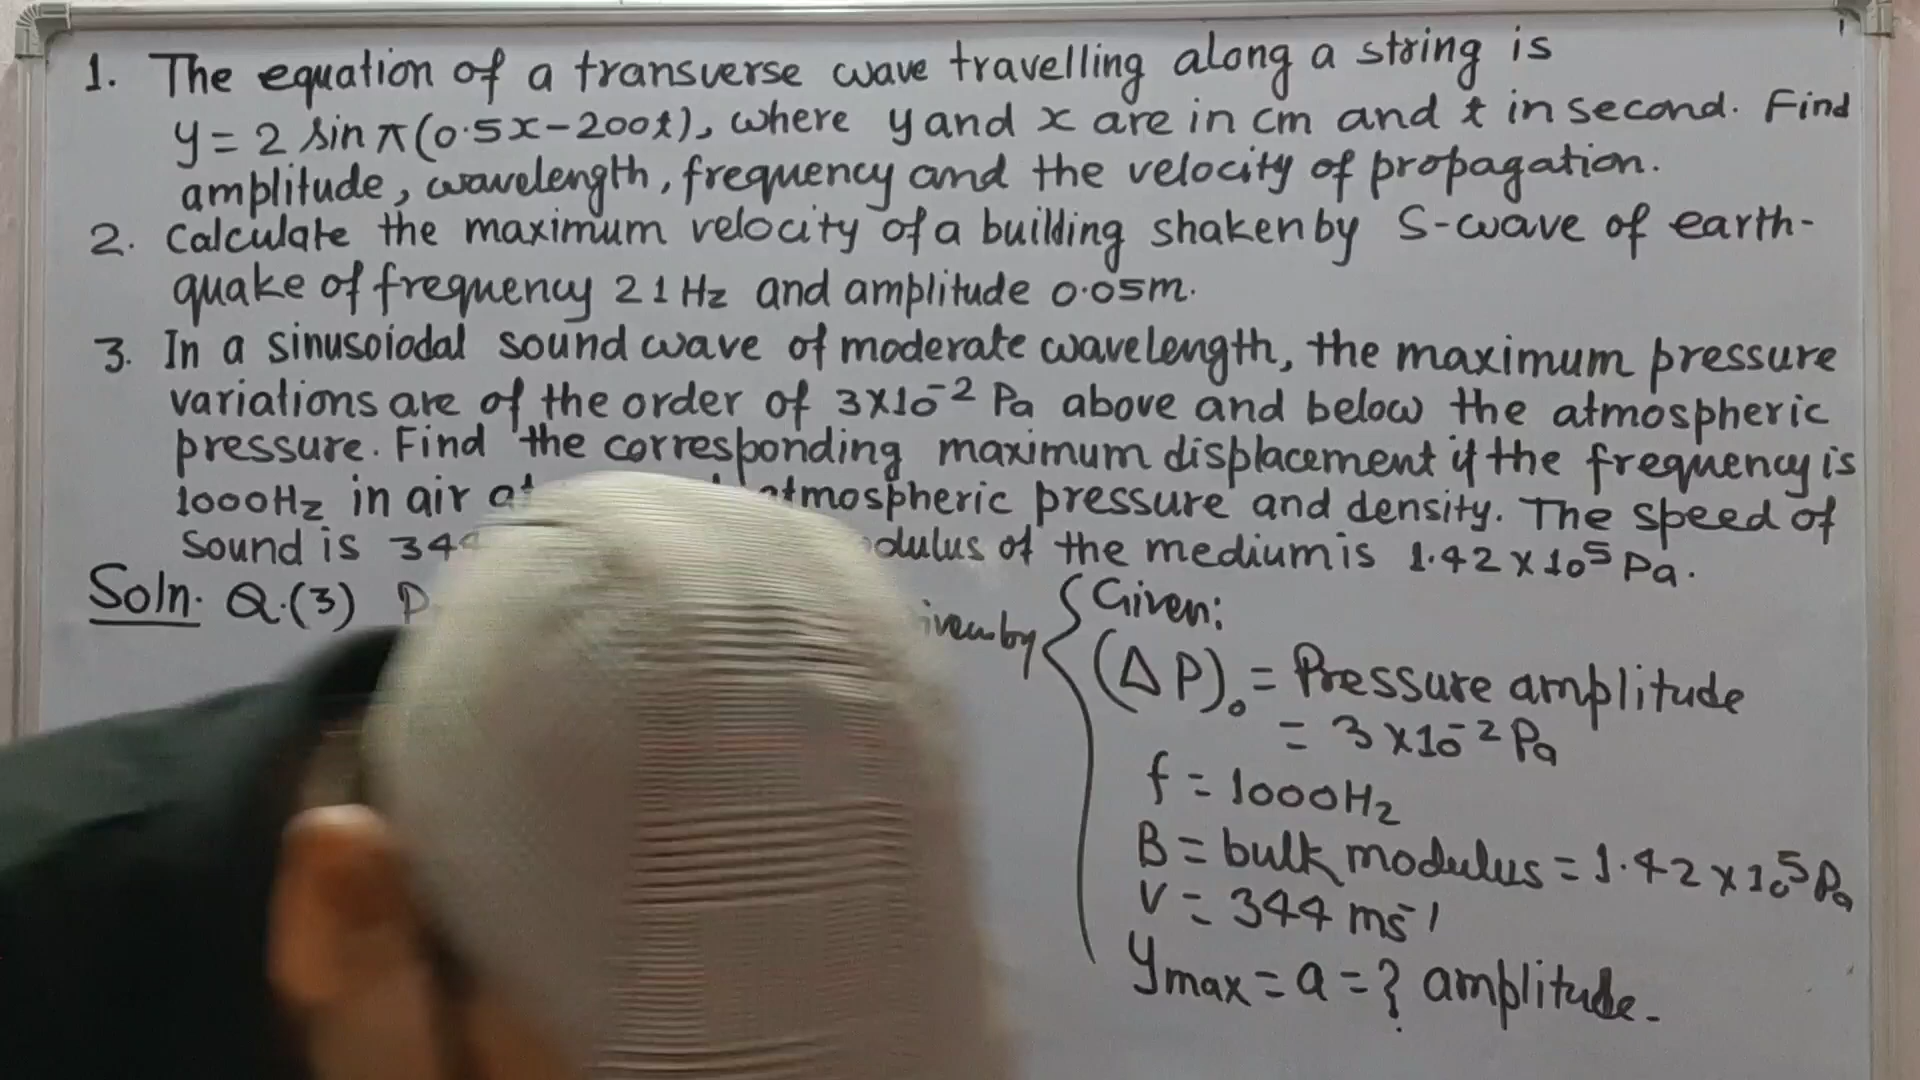 1. The equation of a transverse wave travelling along a string is
y = 2 sin π(0.5x-200t), where y and x are in cm and t in second. Find
amplitude, wavelength, frequency and the velocity of propagation.
2. Calculate the maximum velocity of a building shaken by S-wave of earth-
quake of frequency 21 Hz and amplitude 0.05m.
3. In a sinusoiodal sound wave of moderate wavelength, the maximum pressure
variations are of the order of 3×10⁻² Pa above and below the atmospheric
pressure. Find the corresponding maximum displacement if the frequency is
1000Hz in air at atmospheric pressure and density. The speed of
Sound is 344 of the medium is 1.42 × 10⁵ Pa.
Soln. Q.(3) by
Given:
(ΔP)₀ = Pressure amplitude
= 3×10⁻² Pa
f = 1000Hz
B = bulk modulus = 1.42 × 10⁵ Pa
V = 344 ms⁻¹
Ymax = a = ? amplitude.